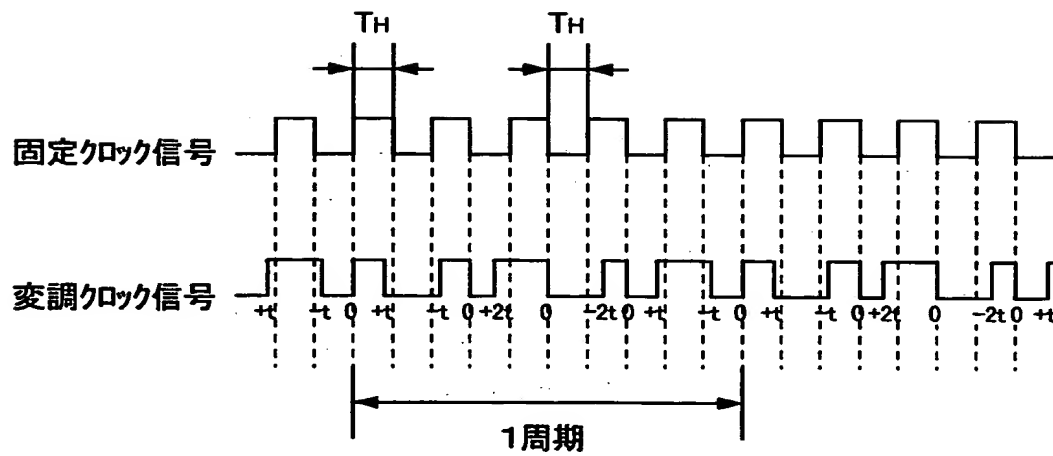 TH TH
固定クロック信号
変調クロック信号
+t -t 0 +t -t 0 +2t 0 -2t 0 +t -t 0 +t -t 0 +2t 0 -2t 0 +t
1周期